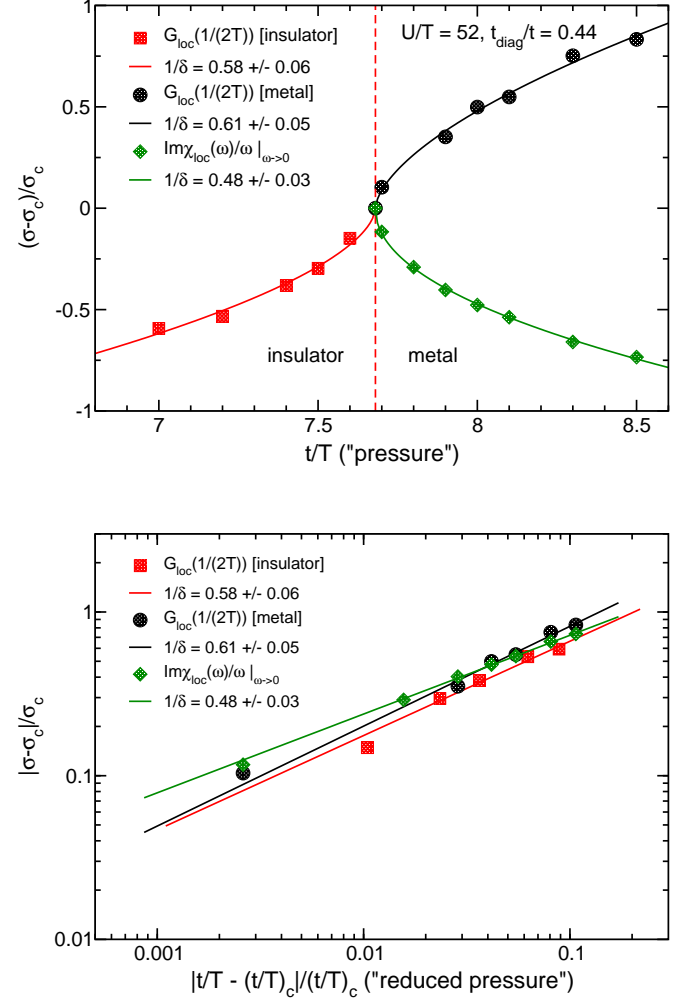 G_loc(1/(2T)) [insulator]
1/δ = 0.58 +/- 0.06
G_loc(1/(2T)) [metal]
1/δ = 0.61 +/- 0.05
Imχ_loc(ω)/ω |_ω->0
1/δ = 0.48 +/- 0.03
U/T = 52, t_diag/t = 0.44
1
0.5
0
-0.5
-1
(σ-σ_c)/σ_c
insulator
metal
7
7.5
8
8.5
t/T ("pressure")
G_loc(1/(2T)) [insulator]
1/δ = 0.58 +/- 0.06
G_loc(1/(2T)) [metal]
1/δ = 0.61 +/- 0.05
Imχ_loc(ω)/ω |_ω->0
1/δ = 0.48 +/- 0.03
1
0.1
0.01
|σ-σ_c|/σ_c
0.001
0.01
0.1
|t/T - (t/T)_c|/(t/T)_c ("reduced pressure")